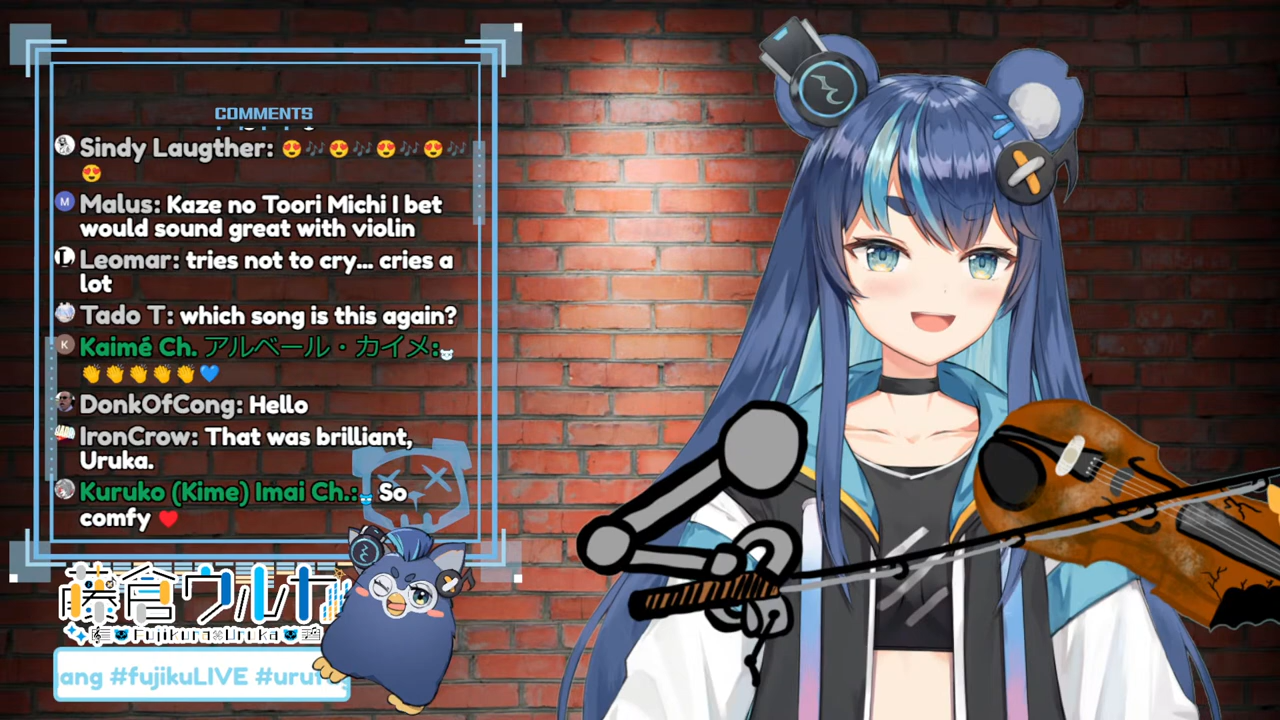 COMMENTS
Sindy Laugther: 😍🎶😍🎶😍🎶😍🎶
😍
M Malus: Kaze no Toori Michi I bet
would sound great with violin
L Leomar: tries not to cry... cries a
lot
Tado T: which song is this again?
K Kaimé Ch. アルベール・カイメ:
👏👏👏👏👏💙
DonkOfCong: Hello
IronCrow: That was brilliant,
Uruka.
Kuruko (Kime) Imai Ch.: So
comfy ❤️
藤倉ウルカ
Fujikura Uruka
ang #fujikuLIVE #uru